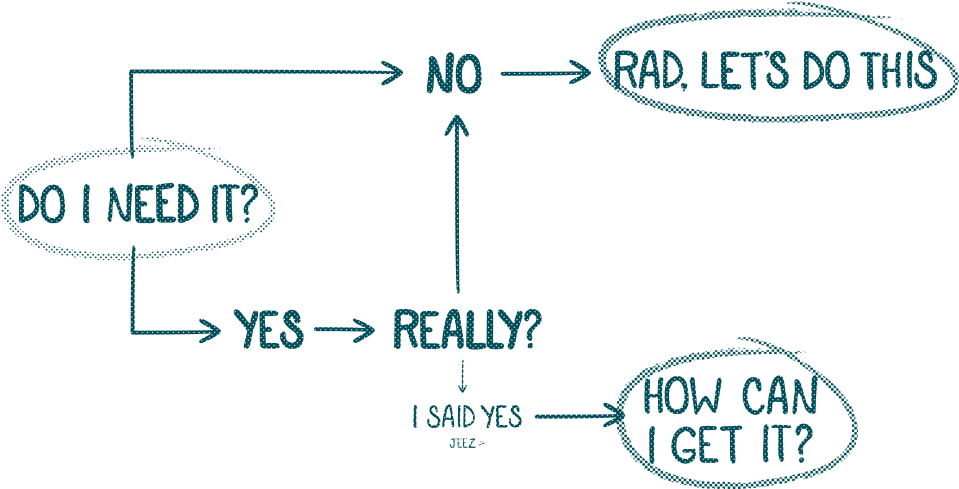 NO
RAD, LET'S DO THIS
DO I NEED IT?
YES
REALLY?
I SAID YES
JEEZ
HOW CAN
I GET IT?